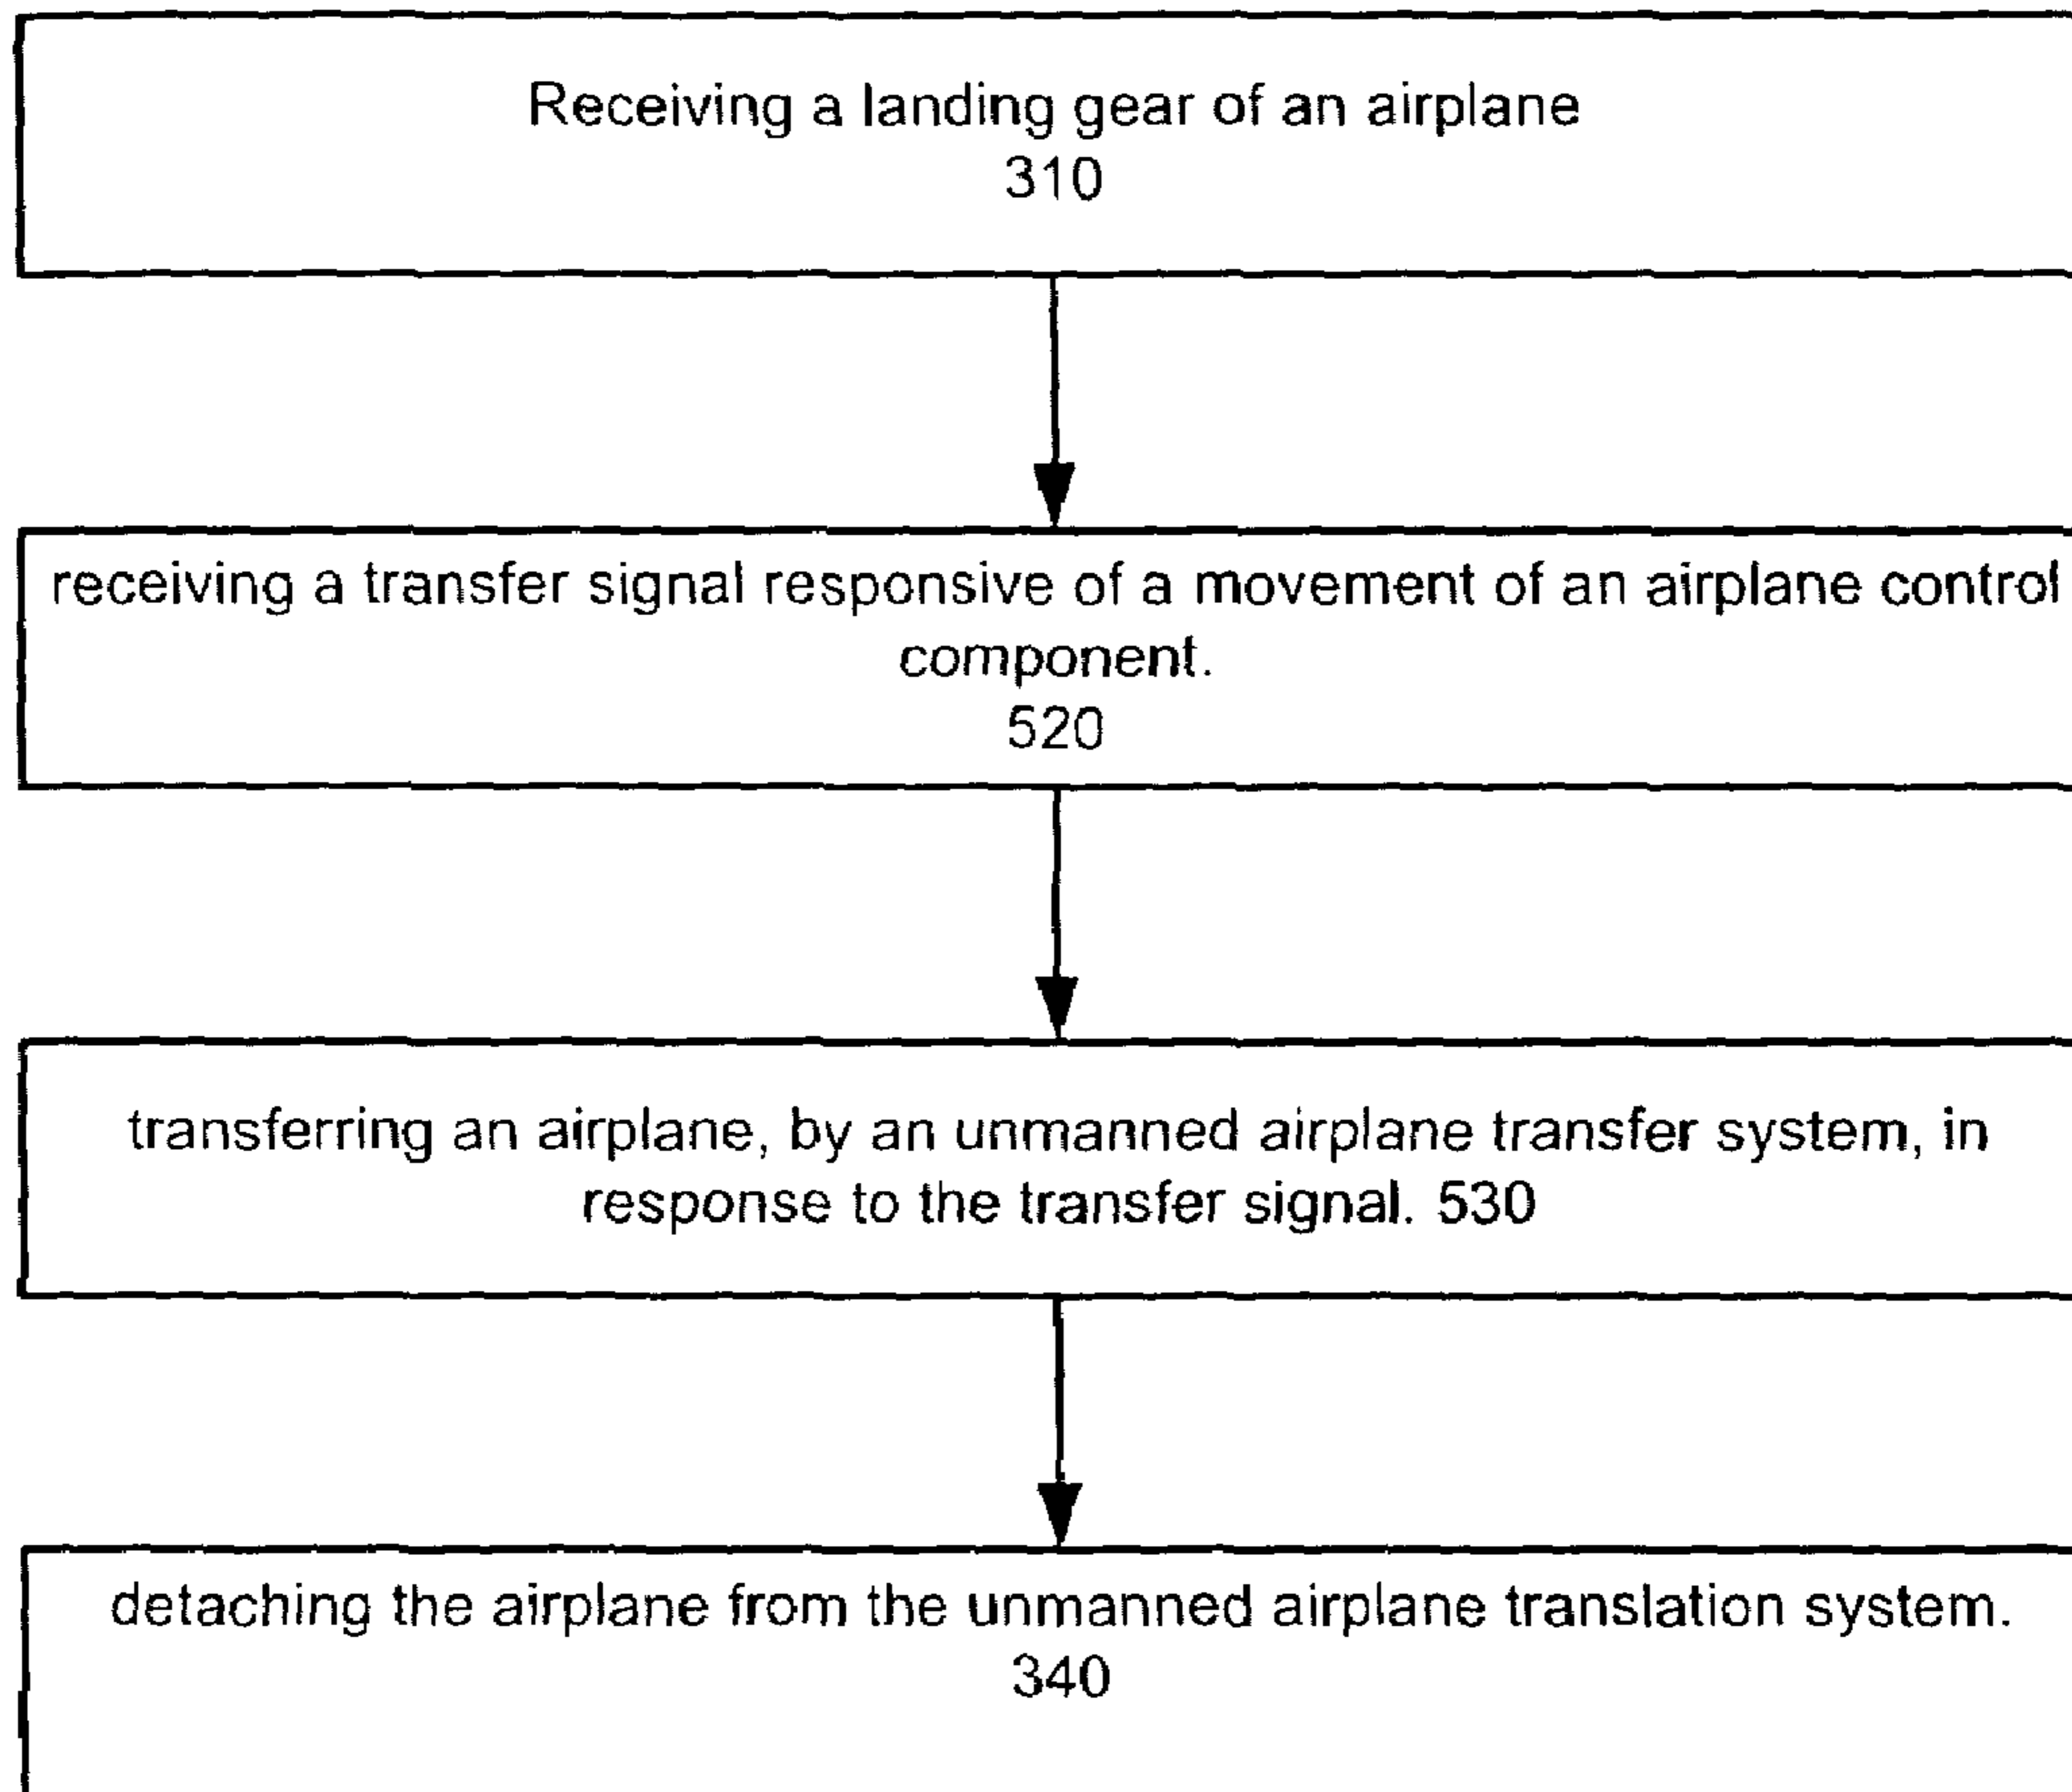 Receiving a landing gear of an airplane
310
receiving a transfer signal responsive of a movement of an airplane control
component.
520
transferring an airplane, by an unmanned airplane transfer system, in
response to the transfer signal. 530
detaching the airplane from the unmanned airplane translation system.
340